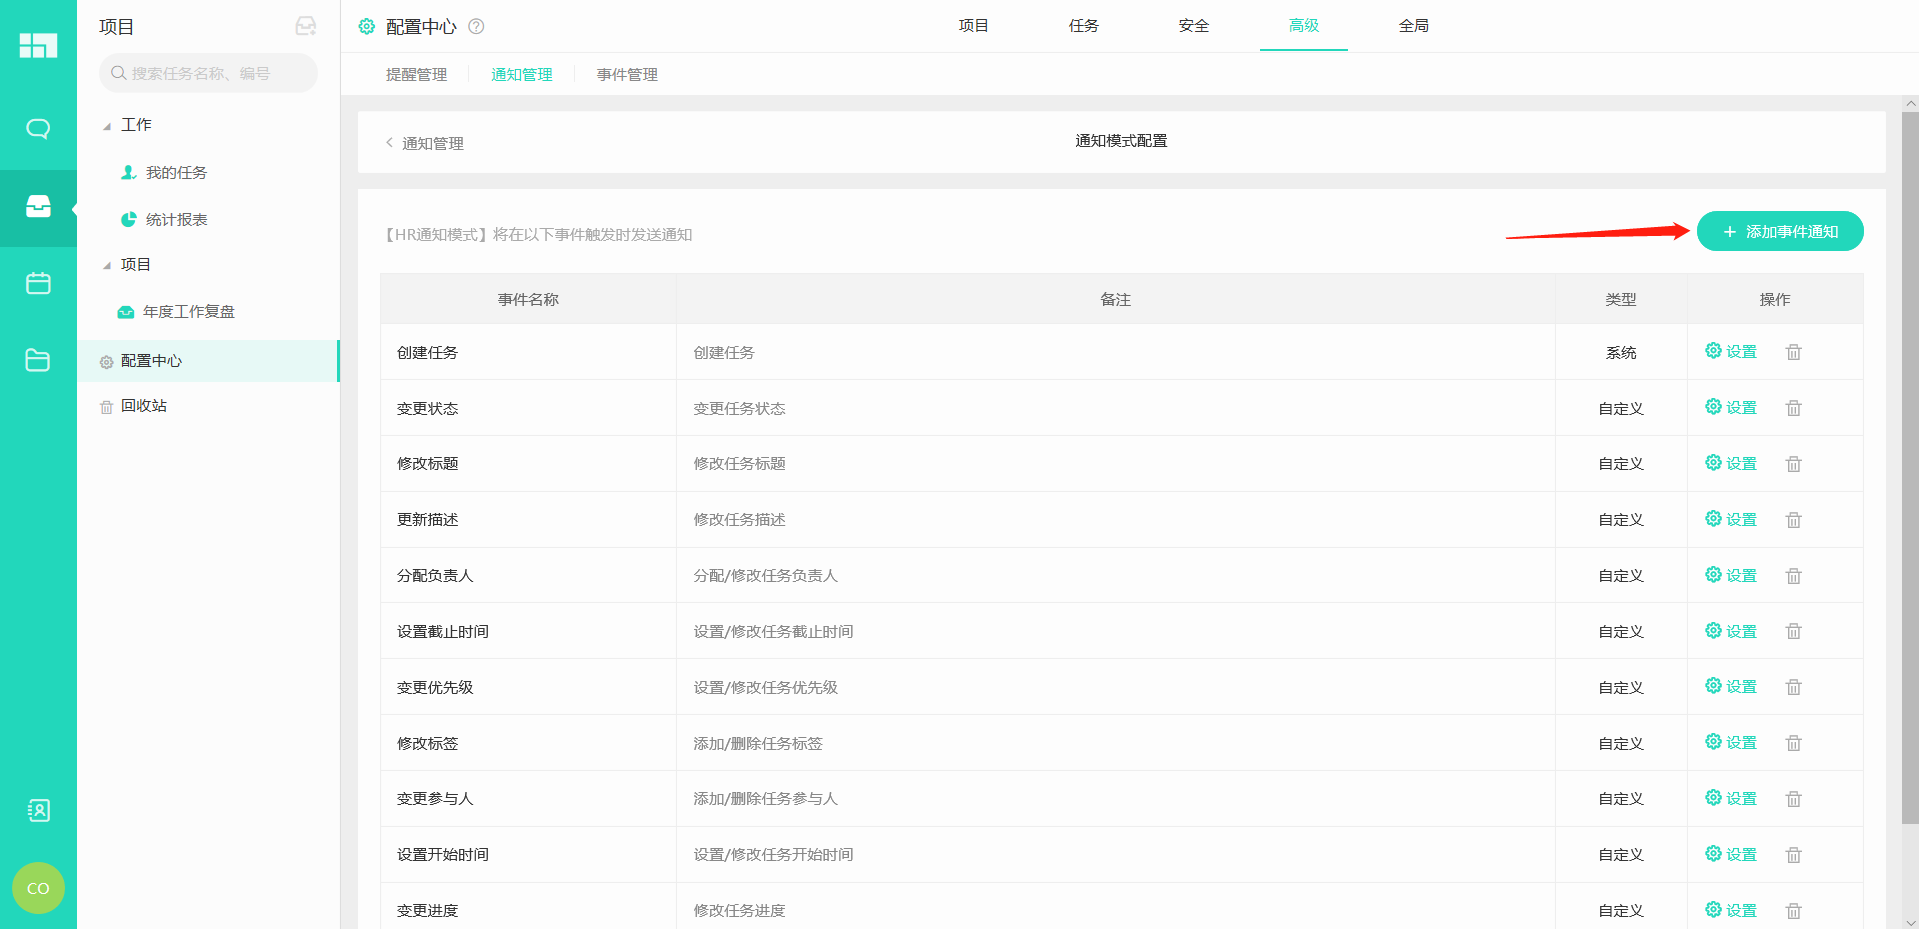 项目
搜索任务名称、编号
工作
我的任务
统计报表
项目
年度工作复盘
配置中心
回收站
CO
配置中心
项目 任务 安全 高级 全局
提醒管理 通知管理 事件管理
通知管理
通知模式配置
【HR通知模式】将在以下事件触发时发送通知
添加事件通知
事件名称 备注 类型 操作
创建任务 创建任务 系统 设置
变更状态 变更任务状态 自定义 设置
修改标题 修改任务标题 自定义 设置
更新描述 修改任务描述 自定义 设置
分配负责人 分配/修改任务负责人 自定义 设置
设置截止时间 设置/修改任务截止时间 自定义 设置
变更优先级 设置/修改任务优先级 自定义 设置
修改标签 添加/删除任务标签 自定义 设置
变更参与人 添加/删除任务参与人 自定义 设置
设置开始时间 设置/修改任务开始时间 自定义 设置
变更进度 修改任务进度 自定义 设置